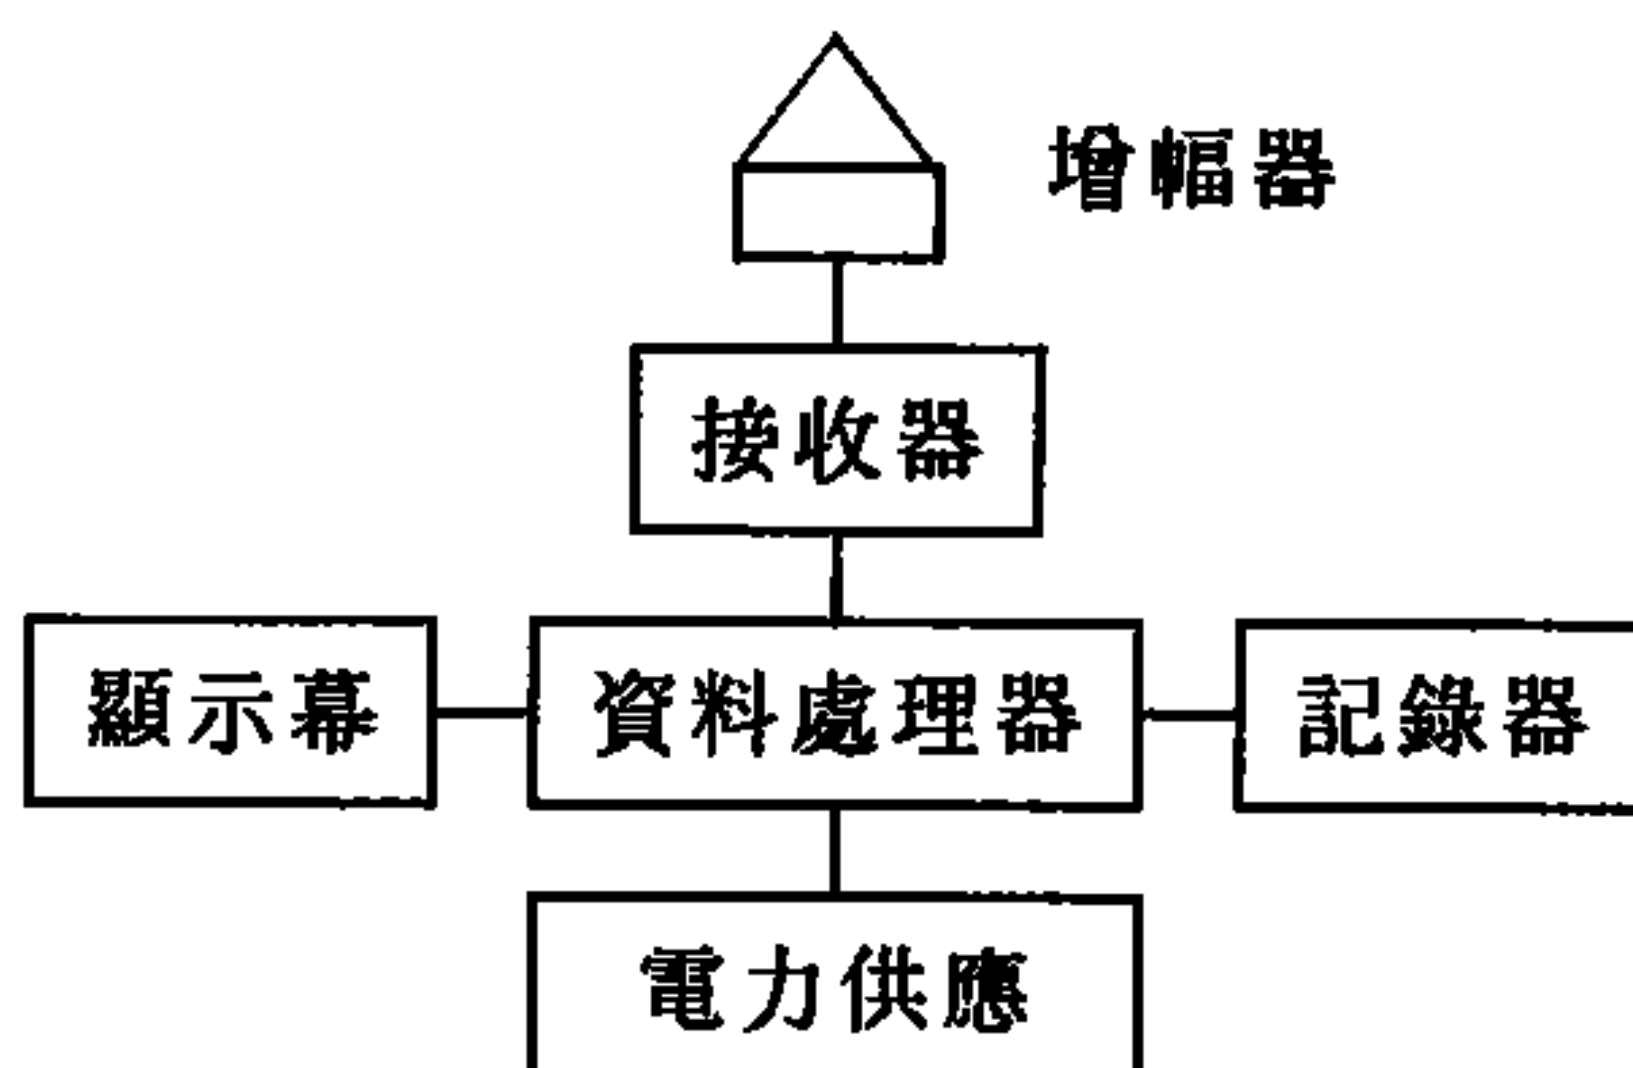 增幅器
接收器
顯示幕
資料處理器
記錄器
電力供應